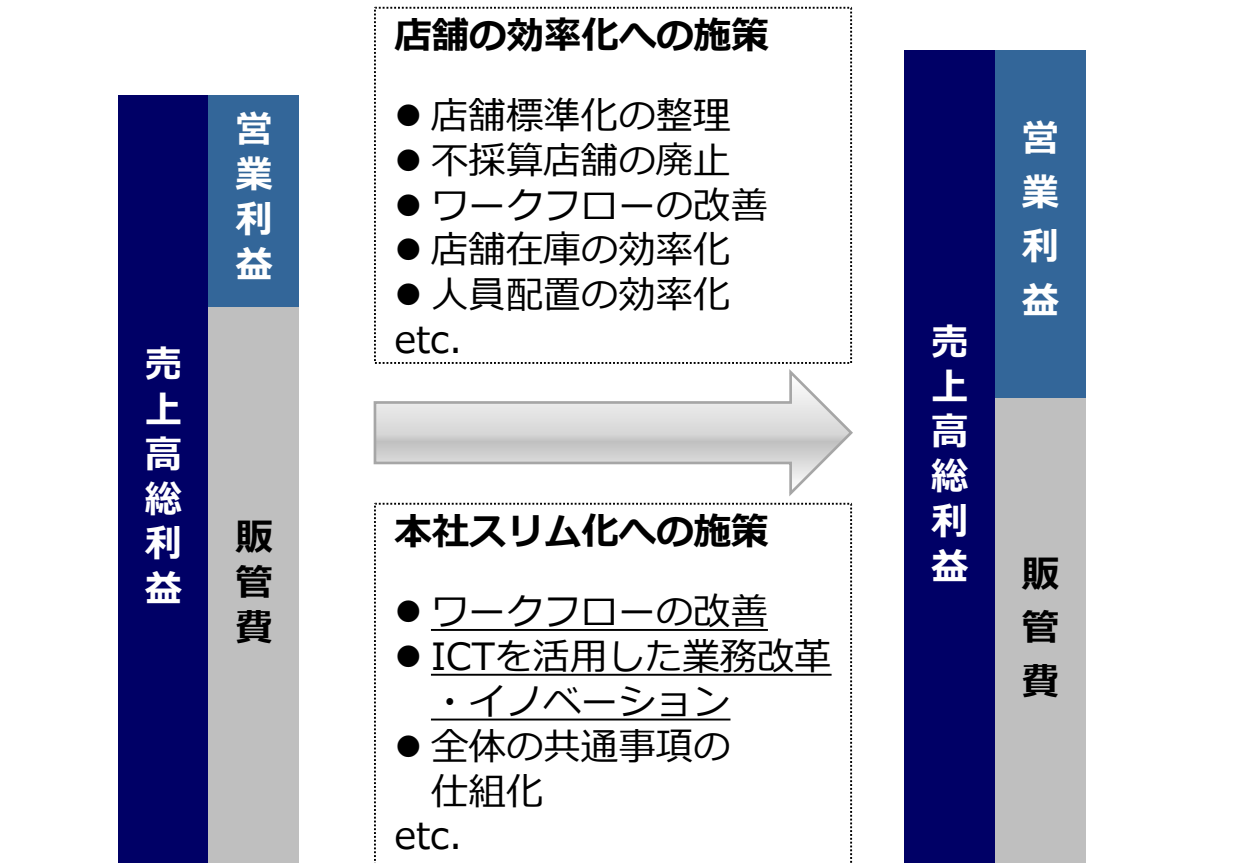 売上高総利益
営業利益
販管費
店舗の効率化への施策
● 店舗標準化の整理
● 不採算店舗の廃止
● ワークフローの改善
● 店舗在庫の効率化
● 人員配置の効率化
etc.
本社スリム化への施策
● ワークフローの改善
● ICTを活用した業務改革
・イノベーション
● 全体の共通事項の
仕組化
etc.
売上高総利益
営業利益
販管費